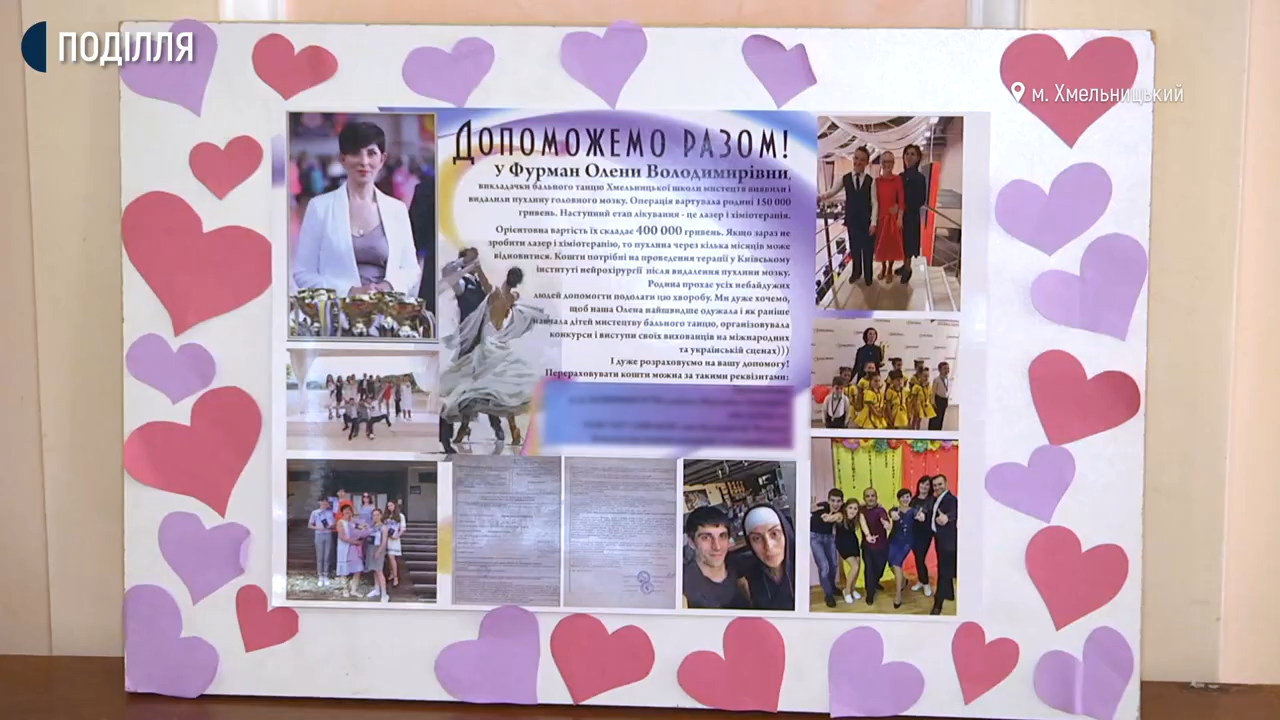 ПОДІЛЛЯ
м. Хмельницький
ДОПОМОЖЕМО РАЗОМ!
У Фурман Олени Володимирівни,
викладачки бального танцю Хмельницької школи мистецтв виявили і
видалили пухлину головного мозку. Операція вартувала родині 150 000
гривень. Наступний етап лікування - це лазер і хіміотерапія.
Орієнтовна вартість їх складає 400 000 гривень. Якщо зараз не
зробити лазер і хіміотерапію, то пухлина через кілька місяців може
відновитися. Кошти потрібні на проведення терапії у Київському
інституті нейрохірургії після видалення пухлини мозку.
Родина прохає усіх небайдужих
людей допомогти подолати цю хворобу. Ми дуже хочемо,
щоб наша Олена найшвидше одужала і як раніше
навчала дітей мистецтву бального танцю, організовувала
конкурси і виступи своїх вихованців на міжнародних
та українській сценах)))
І дуже розраховуємо на вашу допомогу!
Перераховувати кошти можна за такими реквізитами: